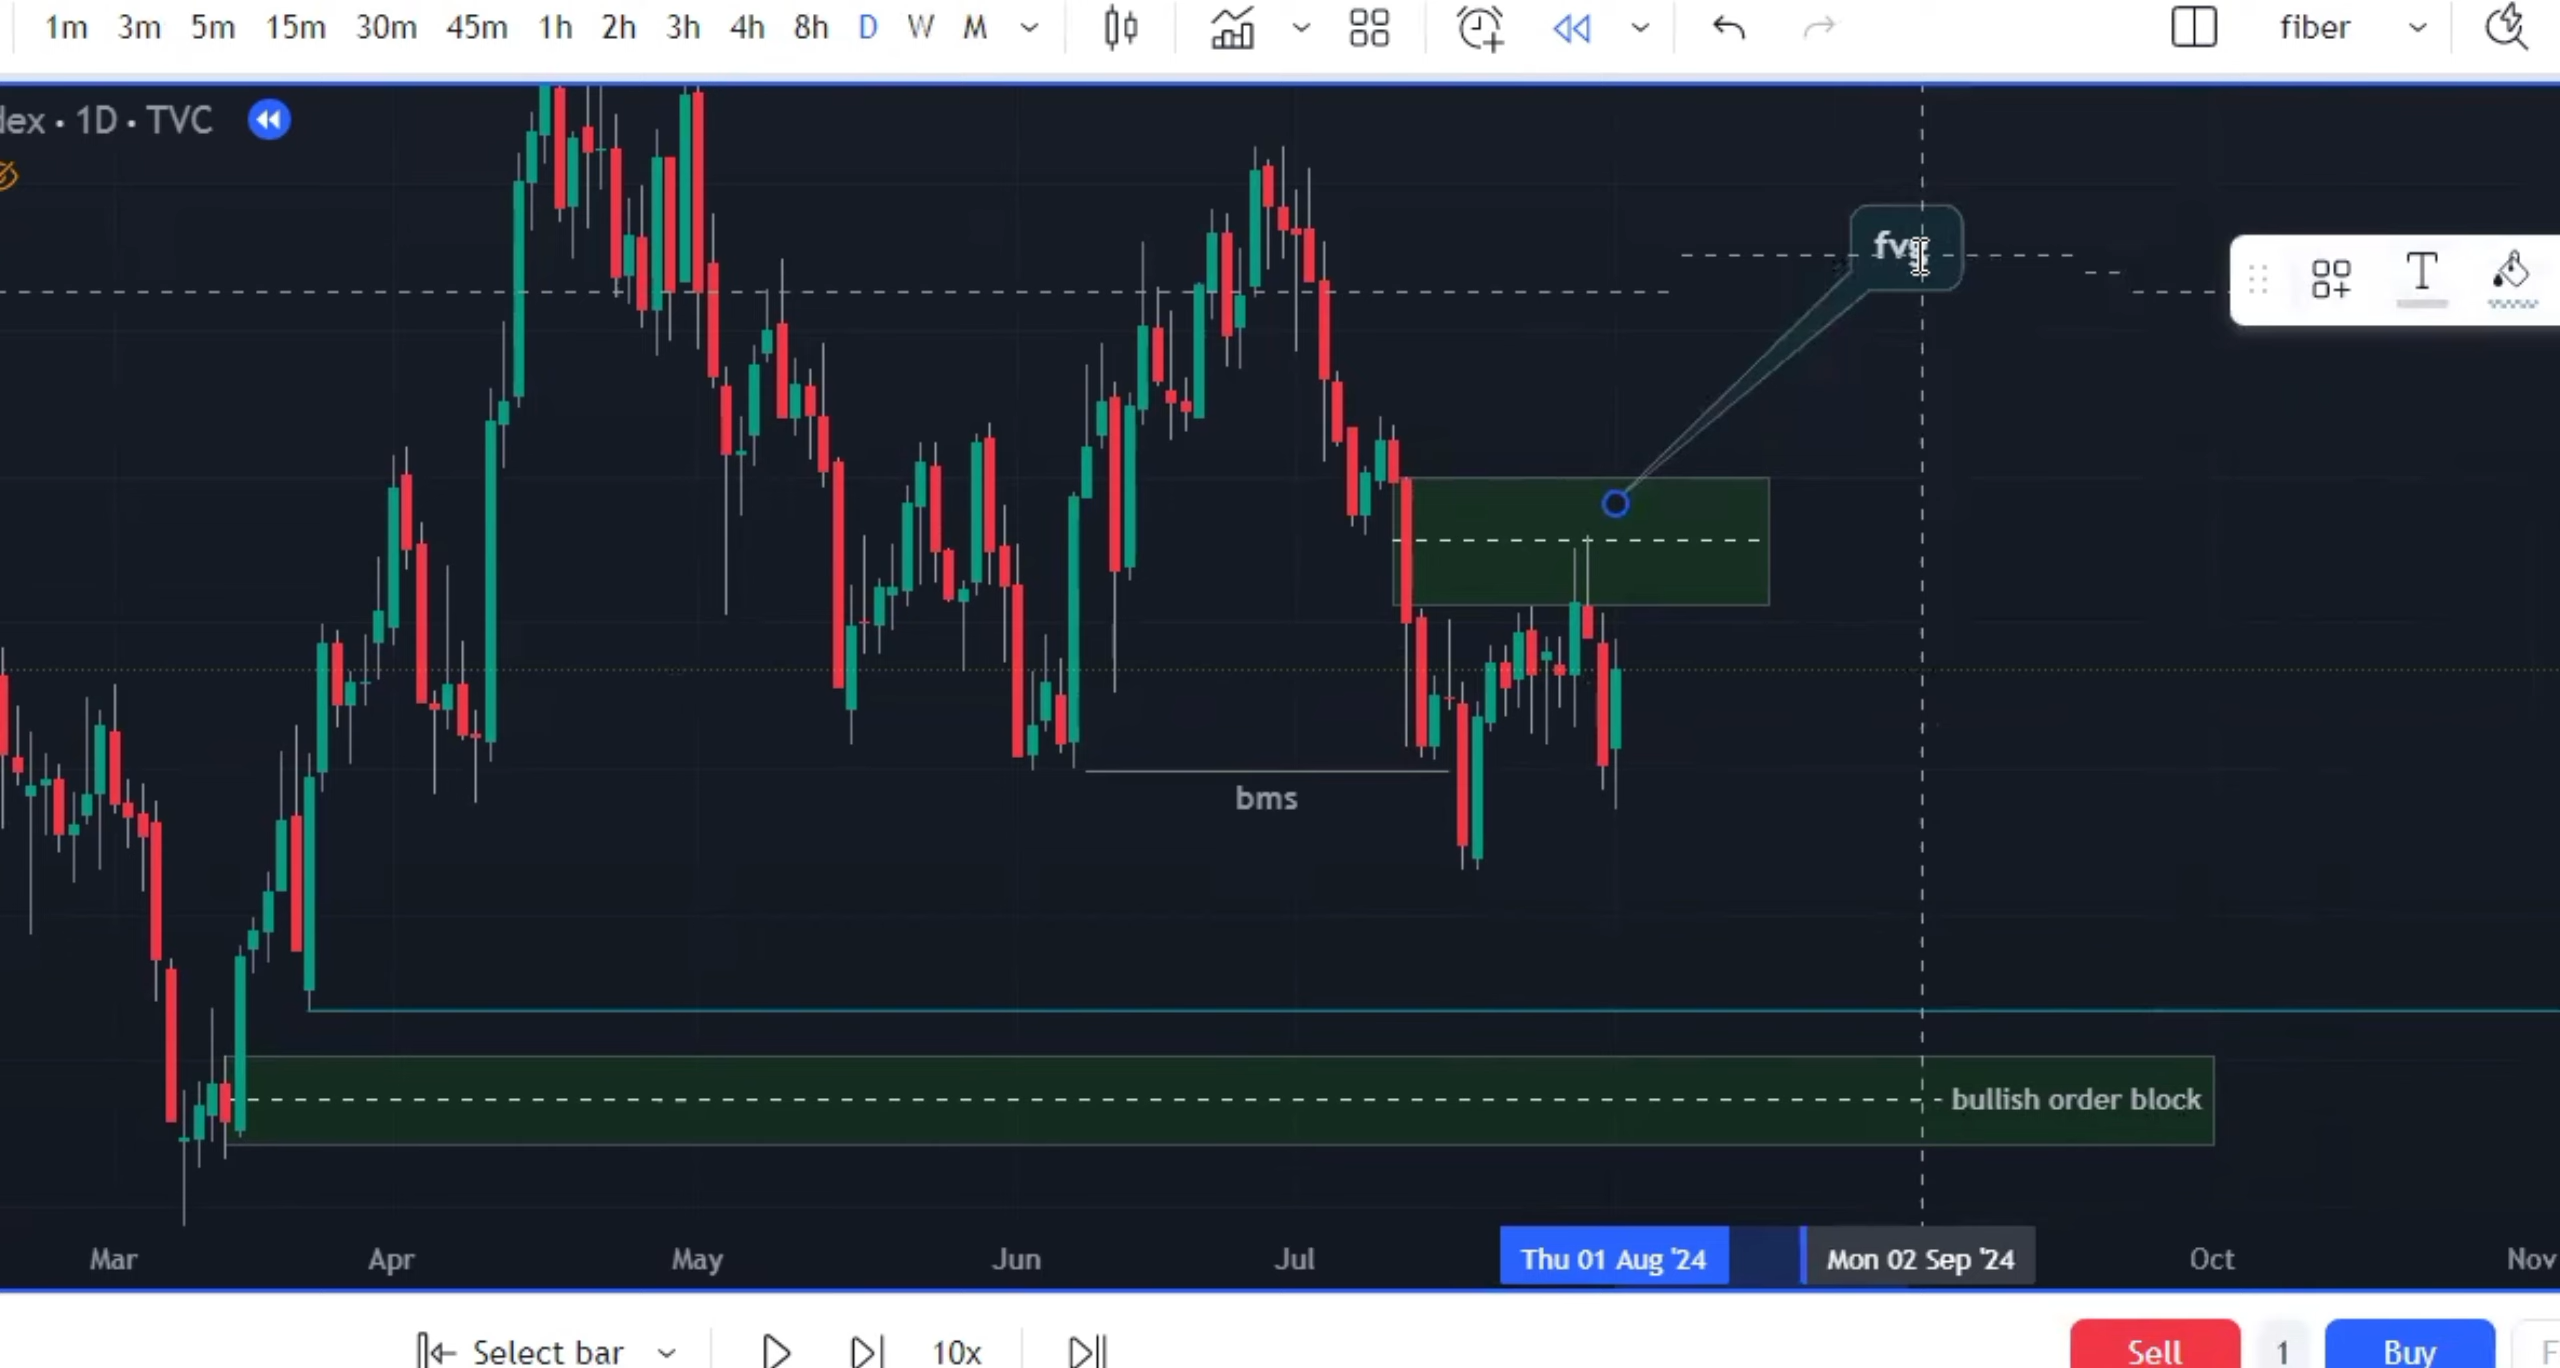 1m 3m 5m 15m 30m 45m 1h 2h 3h 4h 8h D W M fiber
dex · 1D · TVC
fvg
T
bms
bullish order block
Mar Apr May Jun Jul Thu 01 Aug '24 Mon 02 Sep '24 Oct Nov
Select bar 10x Sell 1 Buy